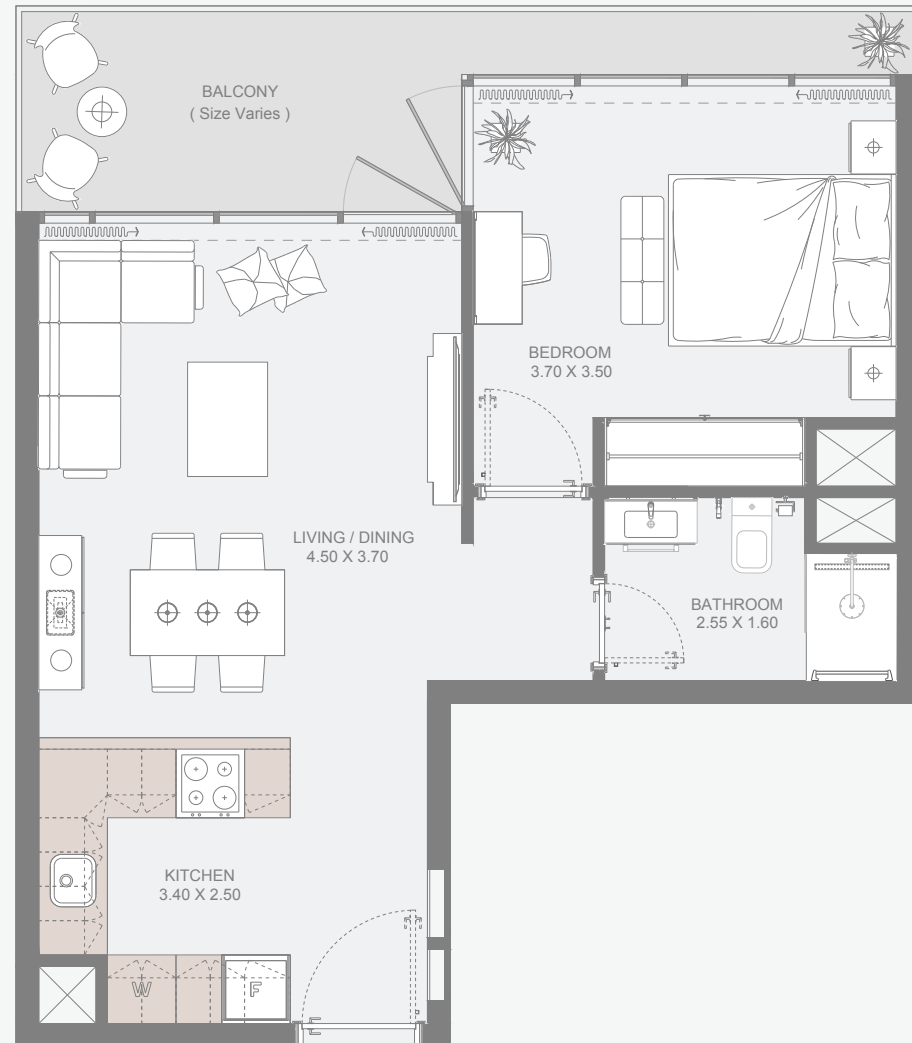 BALCONY
( Size Varies )
BEDROOM
3.70 X 3.50
LIVING / DINING
4.50 X 3.70
BATHROOM
2.55 X 1.60
KITCHEN
3.40 X 2.50
W
F